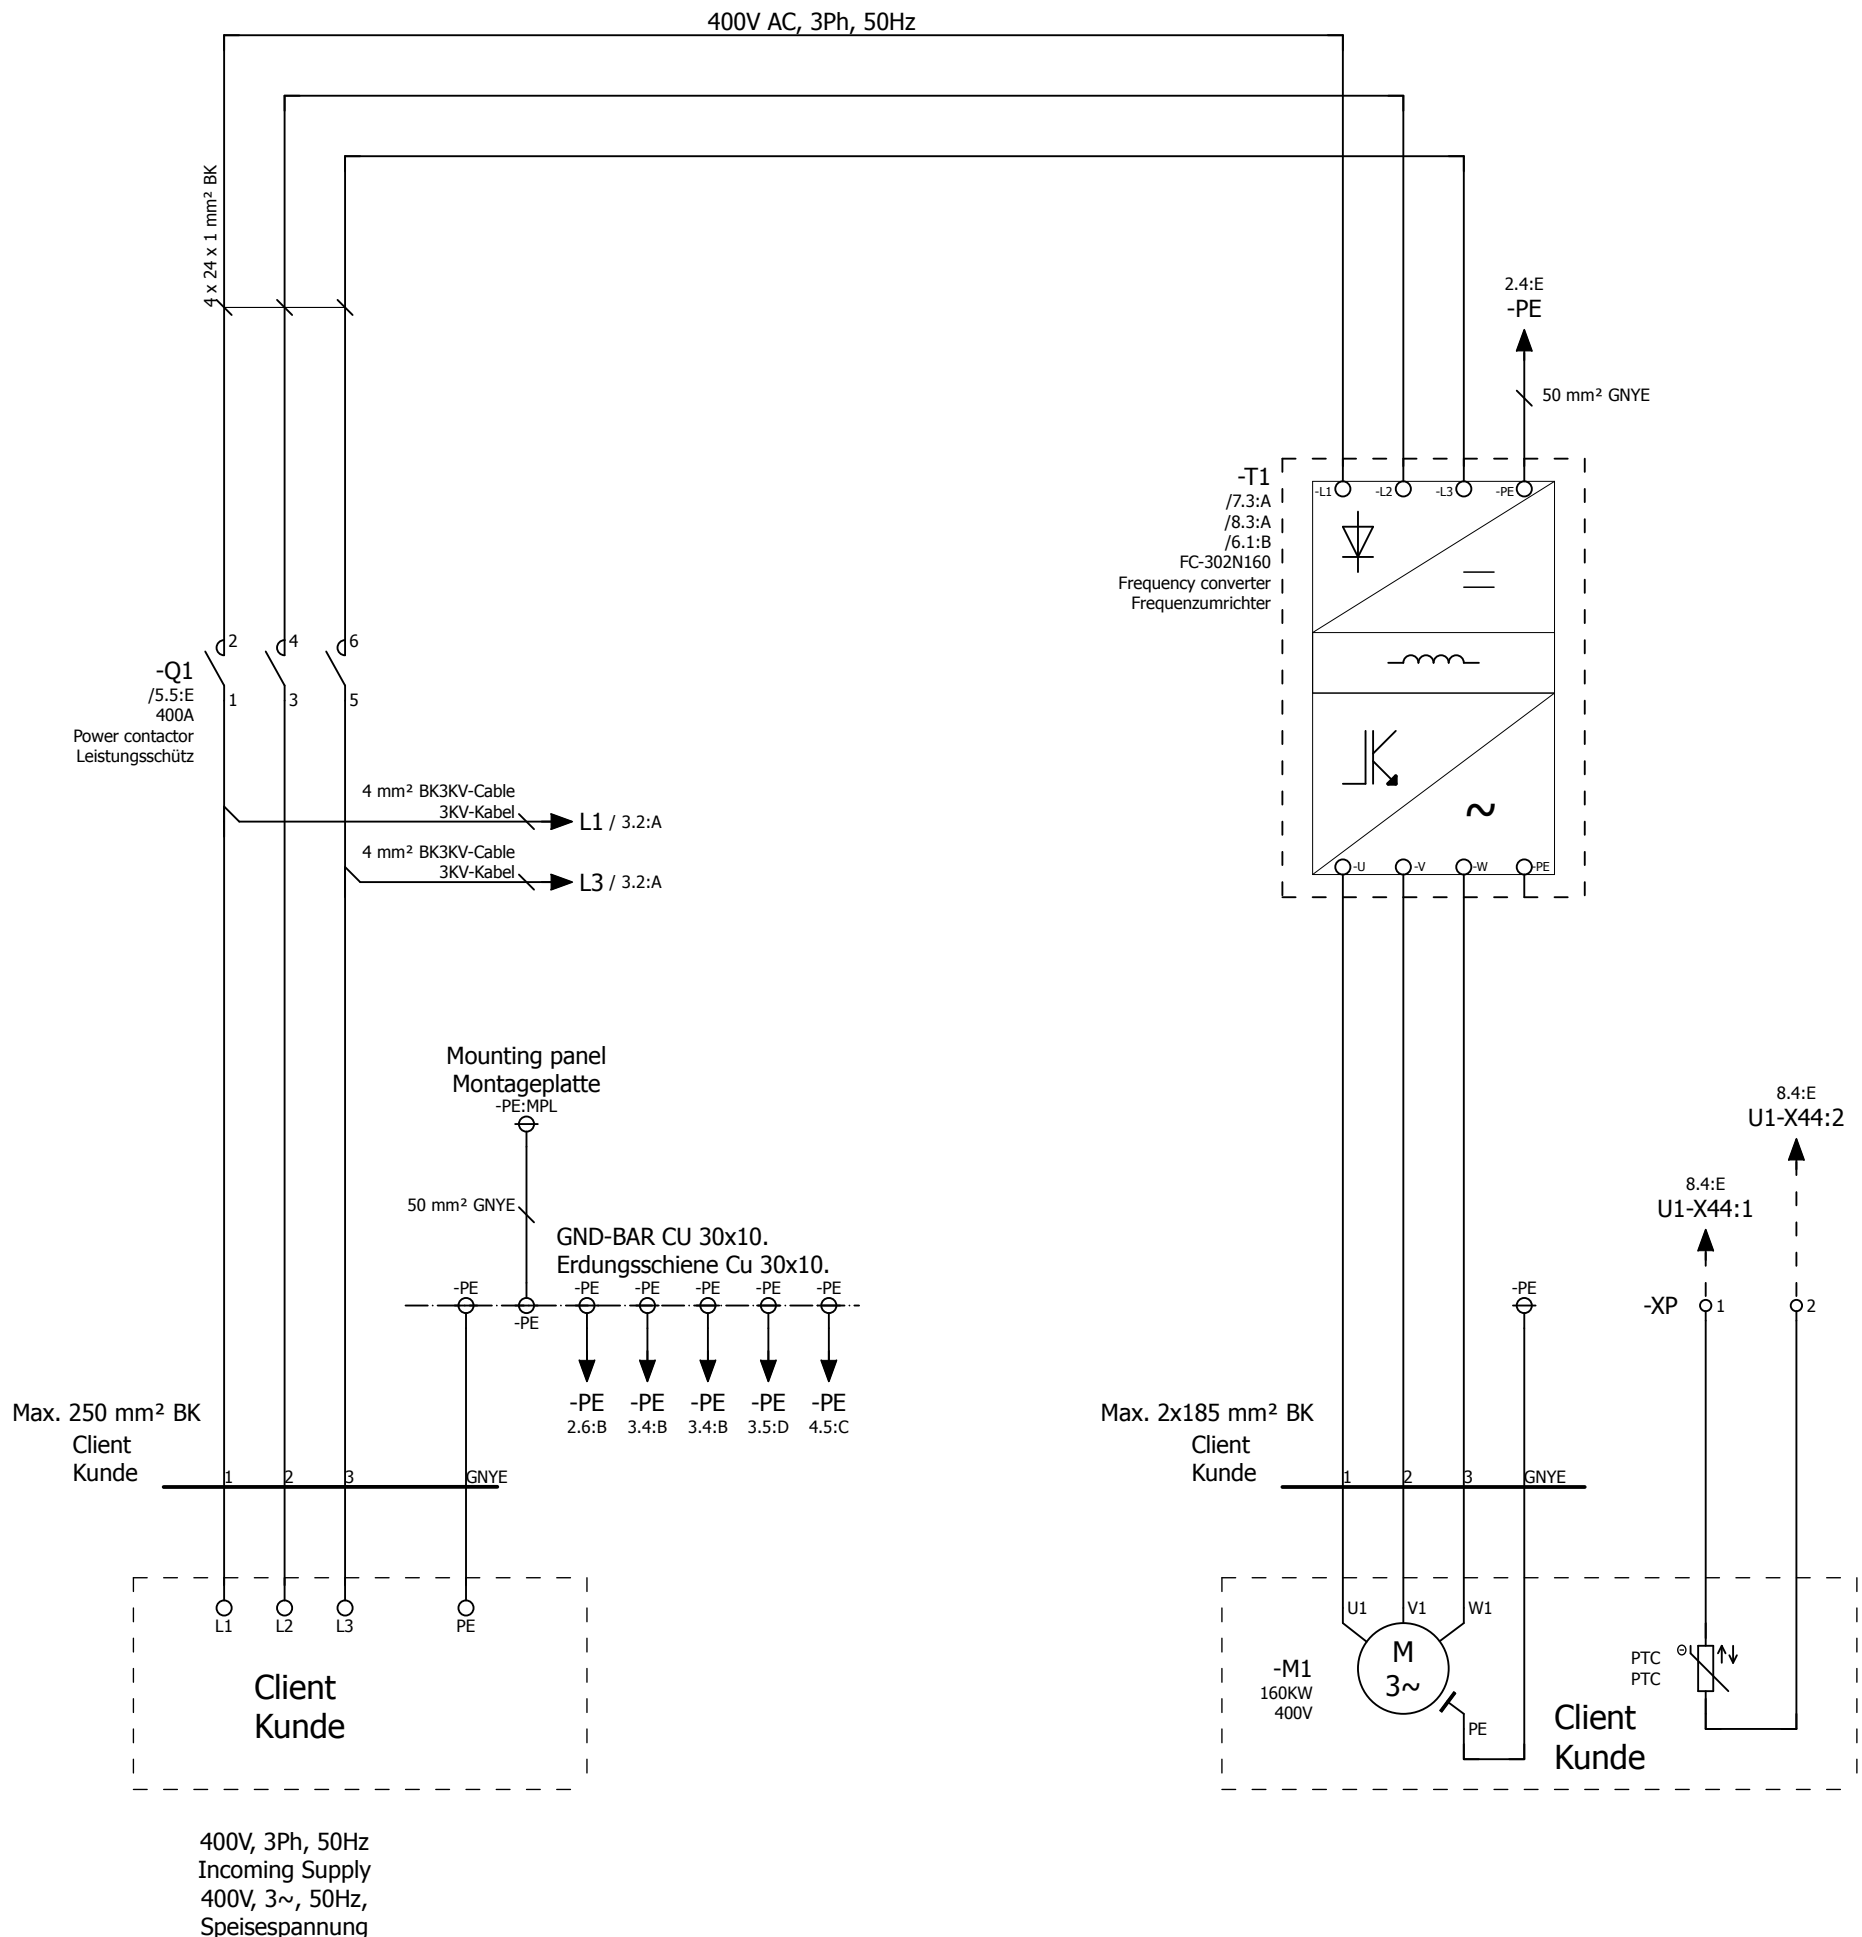 400V AC, 3Ph, 50Hz
4 x 24 x 1 mm² BK
2.4:E
-PE
50 mm² GNYE
-T1
/7.3:A
/8.3:A
/6.1:B
FC-302N160
Frequency converter
Frequenzumrichter
-L1
-L2
-L3
-PE
2
4
6
-Q1
/5.5:E
400A
Power contactor
Leistungsschütz
1
3
5
4 mm² BK3KV-Cable
3KV-Kabel
L1 / 3.2:A
4 mm² BK3KV-Cable
3KV-Kabel
L3 / 3.2:A
~
-U
-V
-W
-PE
Mounting panel
Montageplatte
-PE:MPL
50 mm² GNYE
GND-BAR CU 30x10.
Erdungsschiene Cu 30x10.
-PE
-PE
-PE
-PE
-PE
-PE
-PE
-PE
-PE
-PE
-PE
-PE
2.6:B
3.4:B
3.4:B
3.5:D
4.5:C
8.4:E
U1-X44:2
8.4:E
U1-X44:1
-PE
-XP
1
2
Max. 250 mm² BK
Client
Kunde
1
2
3
GNYE
Max. 2x185 mm² BK
Client
Kunde
1
2
3
GNYE
L1
L2
L3
PE
Client
Kunde
U1
V1
W1
M
3~
-M1
160KW
400V
PE
PTC
PTC
Θ
Client
Kunde
400V, 3Ph, 50Hz
Incoming Supply
400V, 3~, 50Hz,
Speisespannung